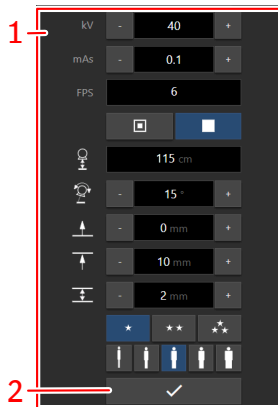 1
kV - 40 +
mAs - 0.1 +
FPS 6
115 cm
- 15 ° +
- 0 mm +
- 10 mm +
- 2 mm +
2